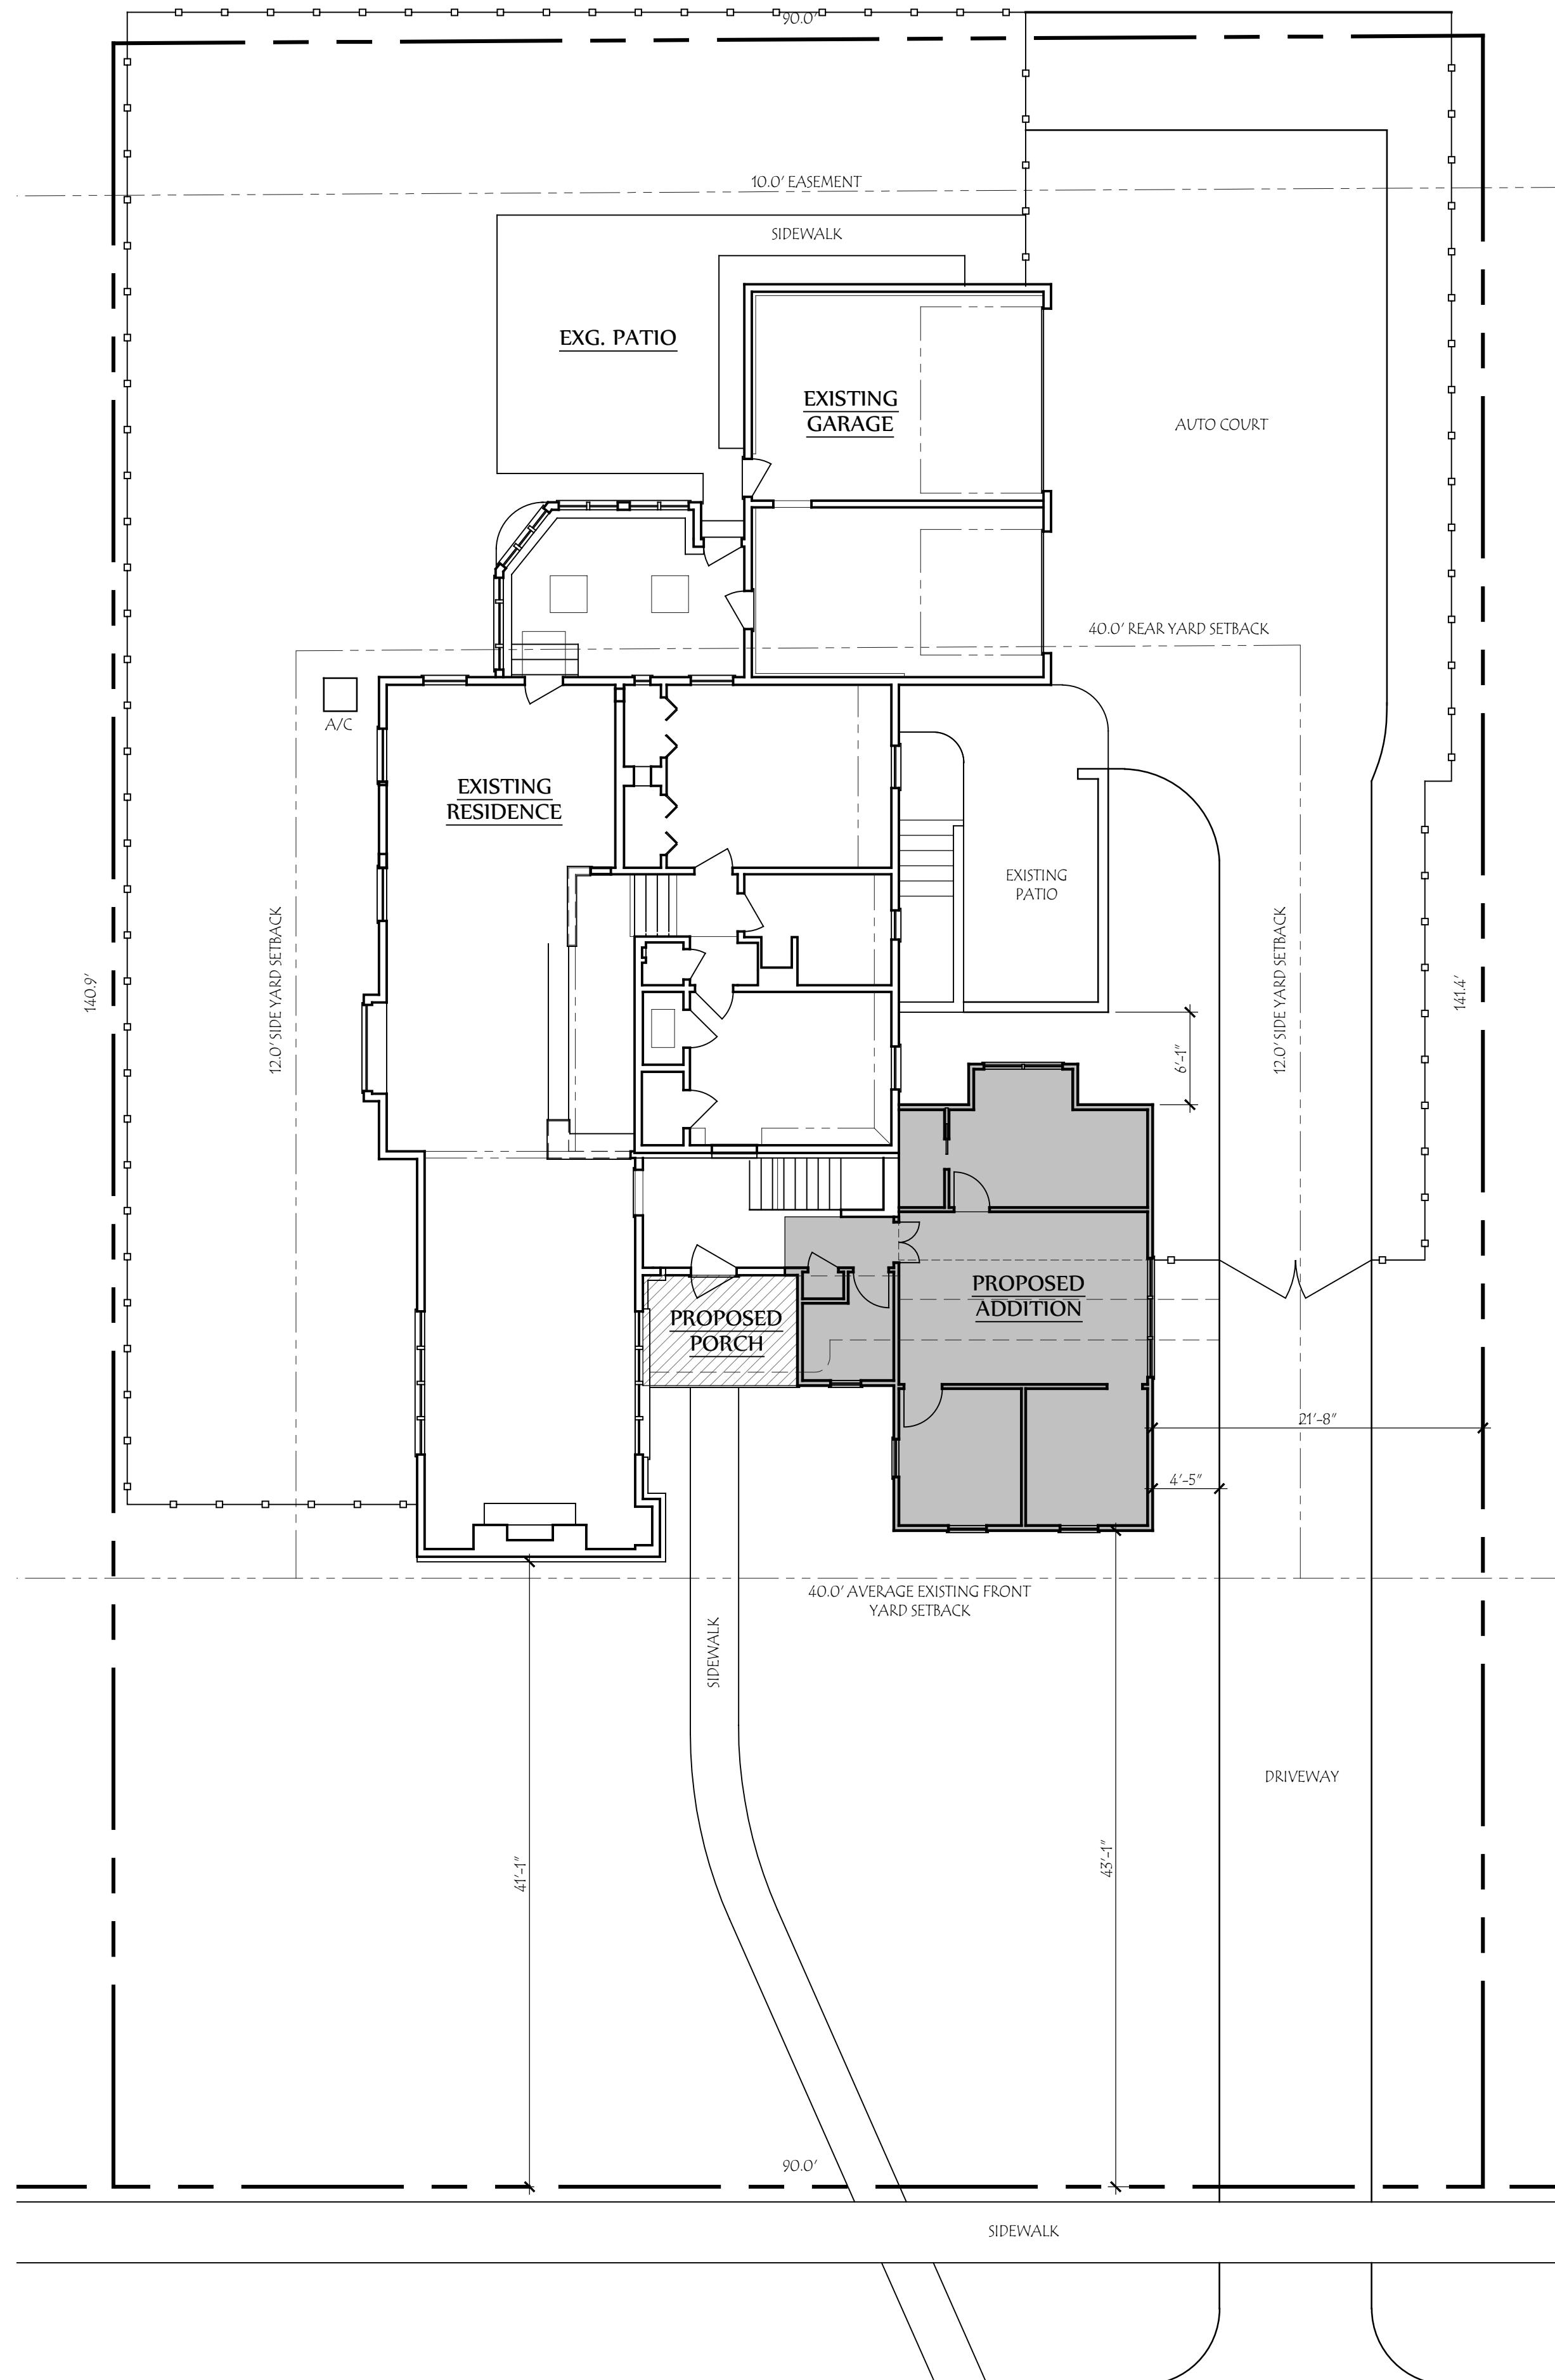 90.0'
10.0' EASEMENT
SIDEWALK
EXG. PATIO
EXISTING
GARAGE
AUTO COURT
40.0' REAR YARD SETBACK
A/C
EXISTING
RESIDENCE
EXISTING
PATIO
12.0' SIDE YARD SETBACK
12.0' SIDE YARD SETBACK
140.9'
141.4'
6'-1"
PROPOSED
ADDITION
PROPOSED
PORCH
21'-8"
4'-5"
40.0' AVERAGE EXISTING FRONT
YARD SETBACK
SIDEWALK
DRIVEWAY
41'-1"
43'-1"
90.0'
SIDEWALK